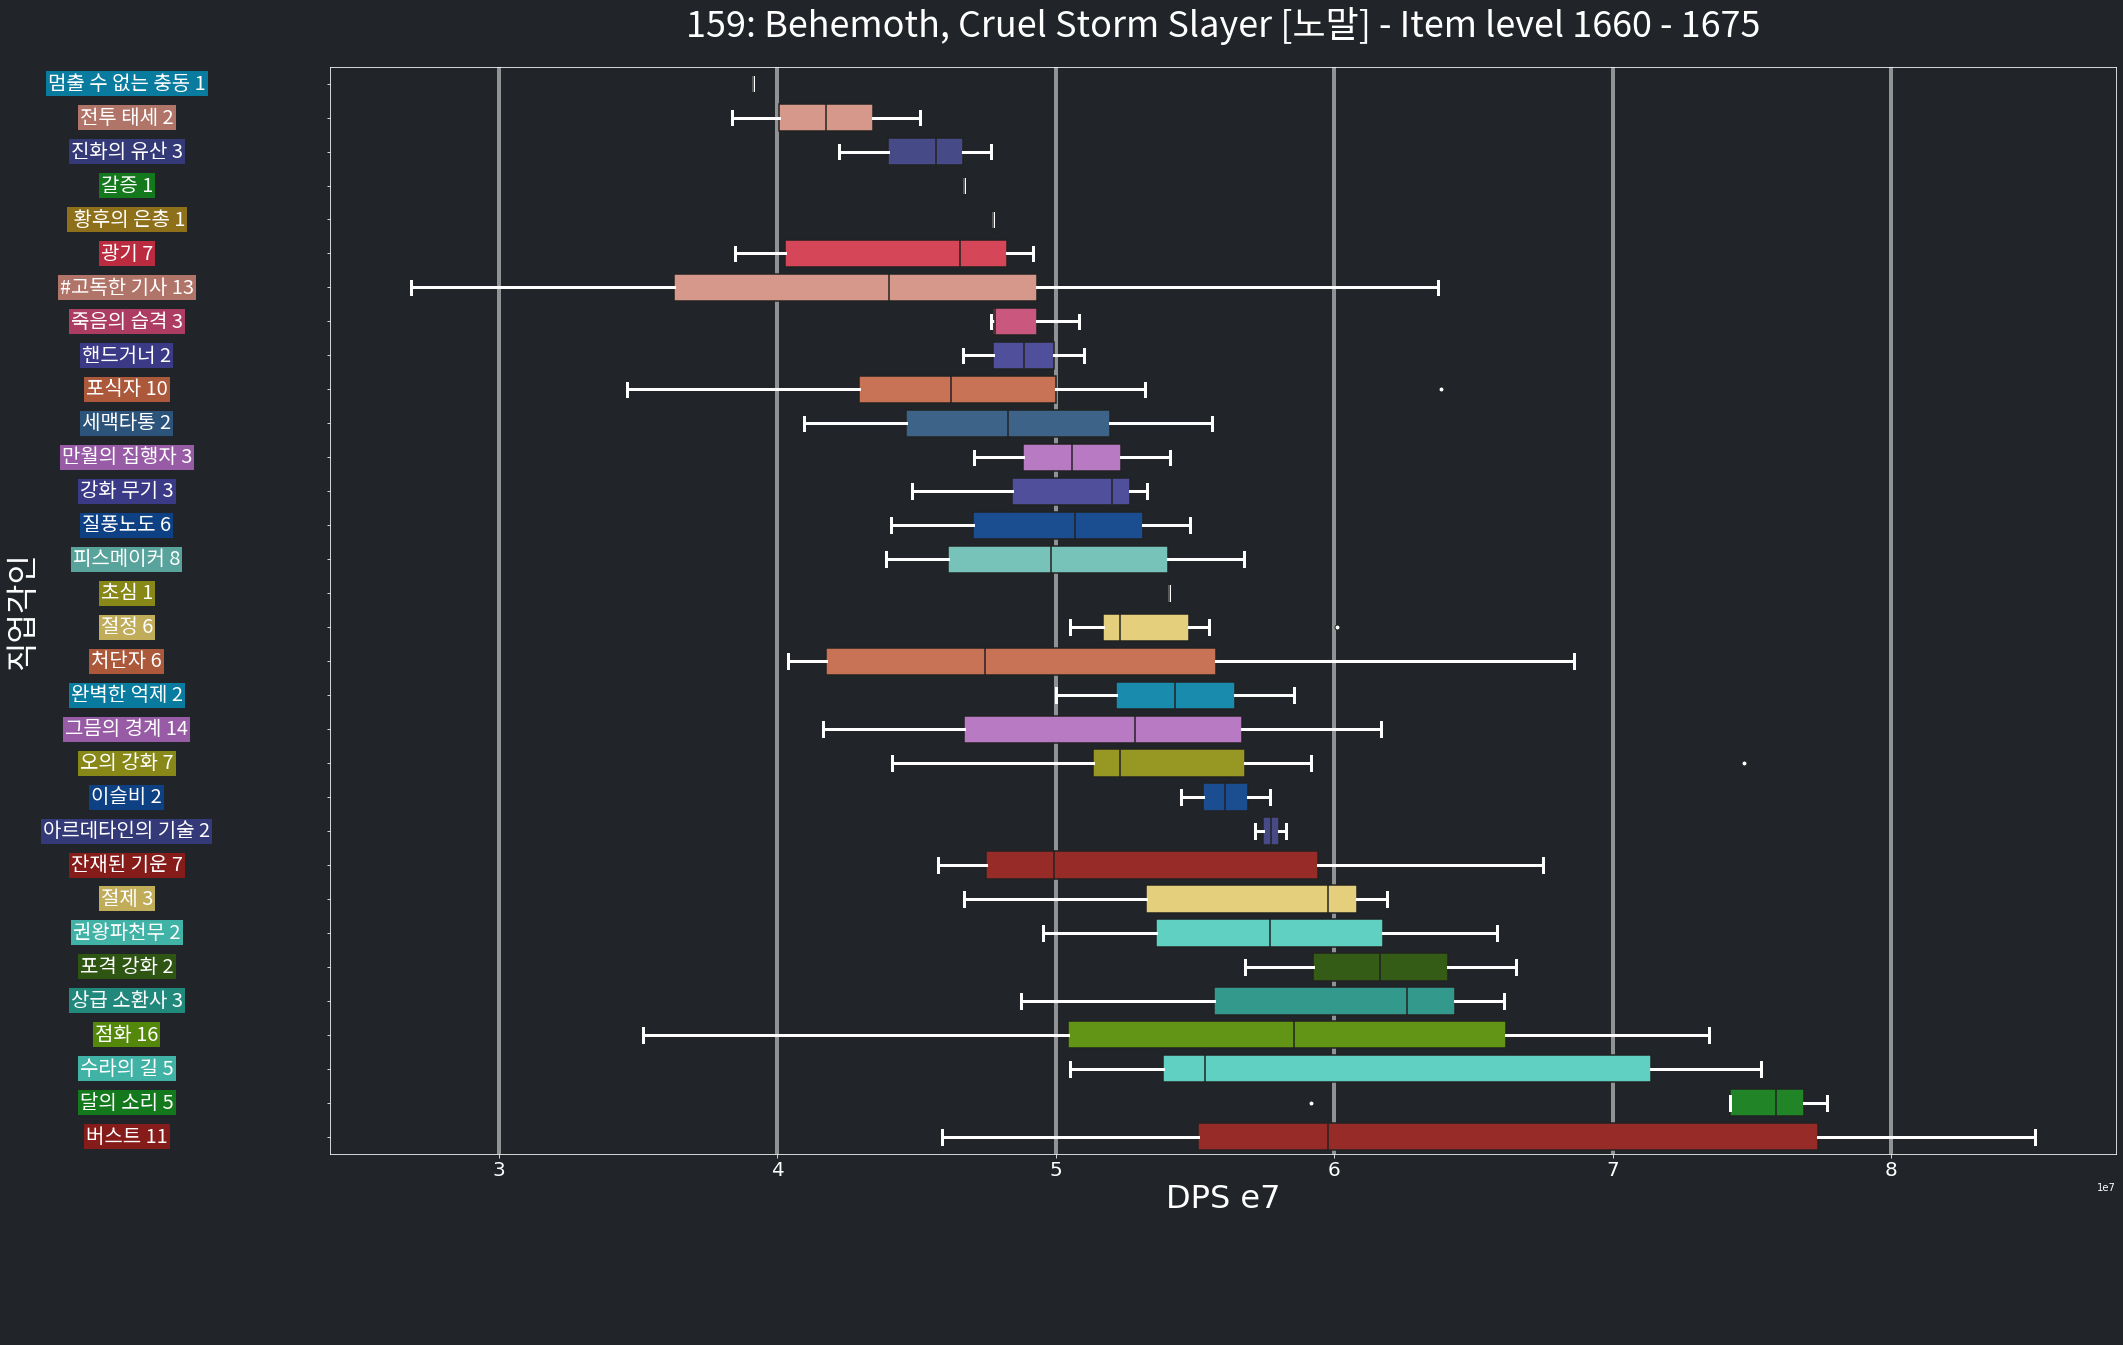 159: Behemoth, Cruel Storm Slayer [노말] - Item level 1660 - 1675
직업각인
멈출 수 없는 충동 1
전투 태세 2
진화의 유산 3
갈증 1
황후의 은총 1
광기 7
#고독한 기사 13
죽음의 습격 3
핸드거너 2
포식자 10
세맥타통 2
만월의 집행자 3
강화 무기 3
질풍노도 6
피스메이커 8
초심 1
절정 6
처단자 6
완벽한 억제 2
그믐의 경계 14
오의 강화 7
이슬비 2
아르데타인의 기술 2
잔재된 기운 7
절제 3
권왕파천무 2
포격 강화 2
상급 소환사 3
점화 16
수라의 길 5
달의 소리 5
버스트 11
3 4 5 6 7 8
1e7
DPS e7